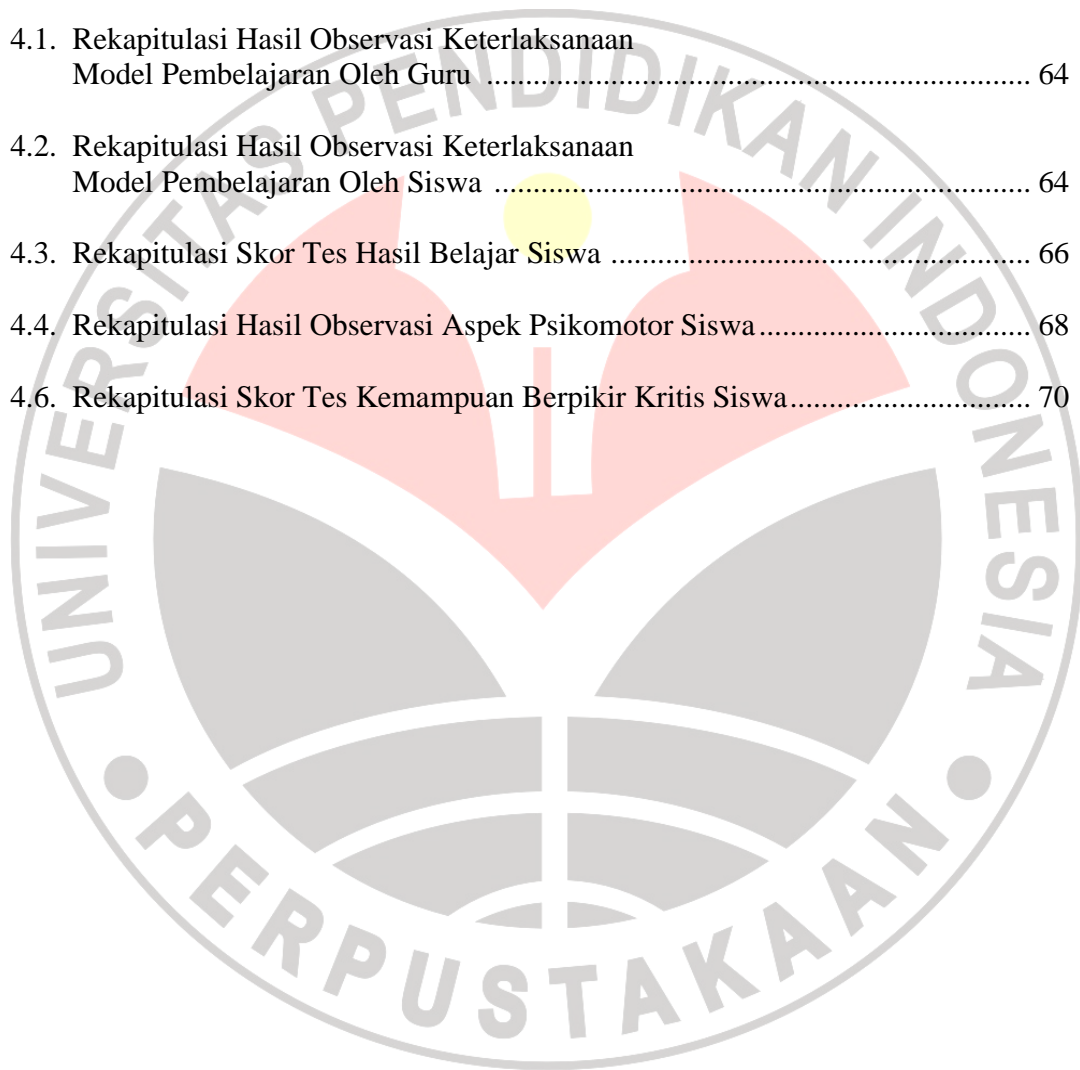 4.1. Rekapitulasi Hasil Observasi Keterlaksanaan
Model Pembelajaran Oleh Guru ........................................................................ 64
4.2. Rekapitulasi Hasil Observasi Keterlaksanaan
Model Pembelajaran Oleh Siswa ..................................................................... 64
4.3. Rekapitulasi Skor Tes Hasil Belajar Siswa ...................................................... 66
4.4. Rekapitulasi Hasil Observasi Aspek Psikomotor Siswa................................... 68
4.6. Rekapitulasi Skor Tes Kemampuan Berpikir Kritis Siswa............................... 70
UNIVERSITAS PENDIDIKAN INDONESIA
PERPUSTAKAAN